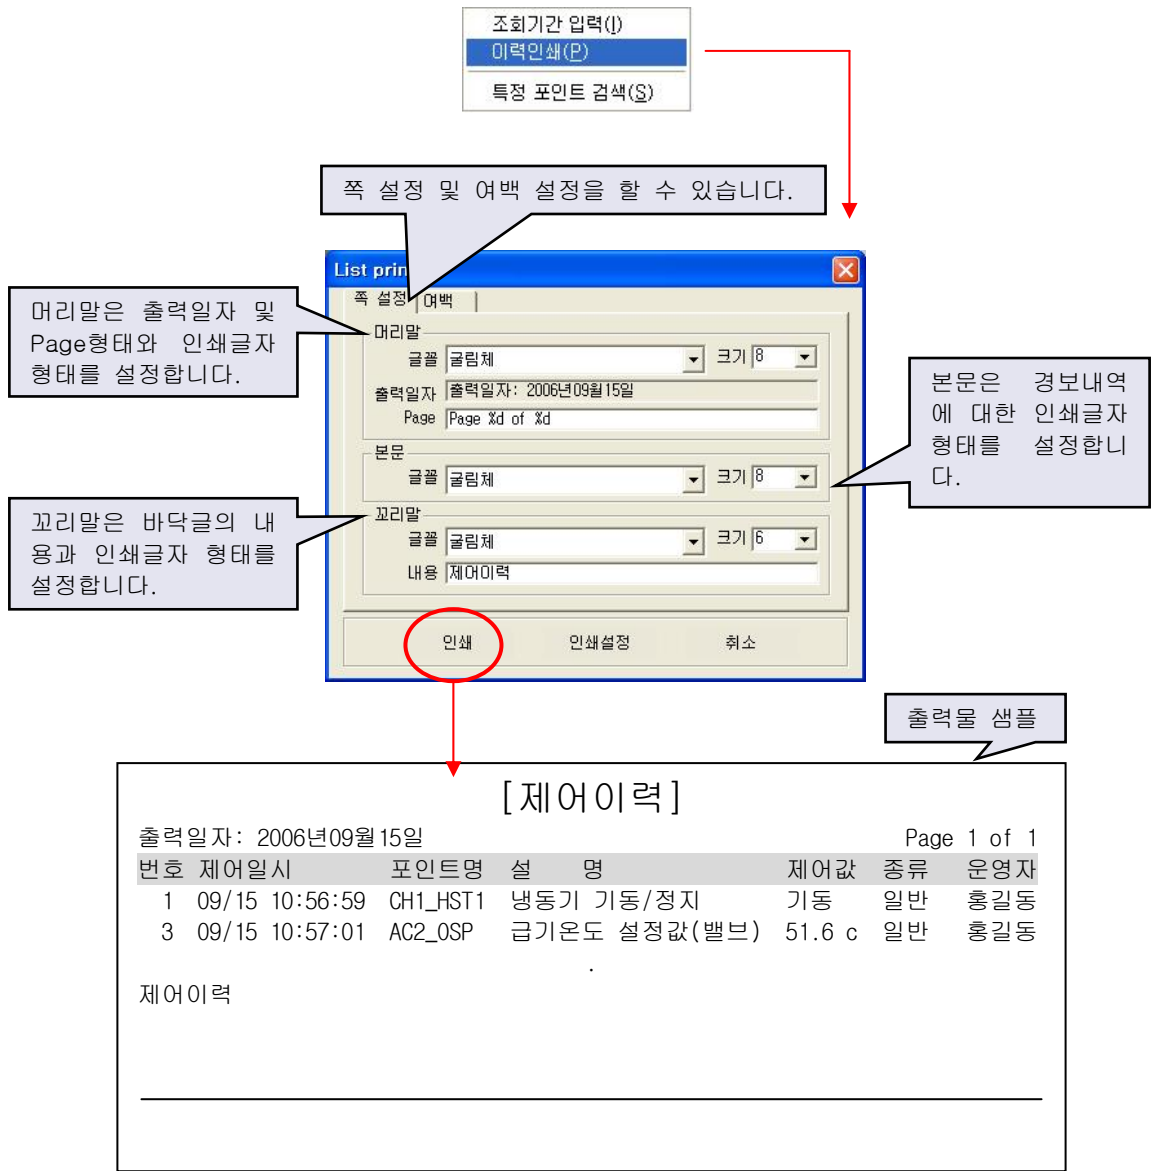 조회기간 입력(I)
이력인쇄(P)
특정 포인트 검색(S)
쪽 설정 및 여백 설정을 할 수 있습니다.
List prin
쪽 설정 여백
머리말은 출력일자 및
Page형태와 인쇄글자
형태를 설정합니다.
머리말
글꼴 굴림체 크기 8
출력일자 출력일자: 2006년09월15일
Page Page %d of %d
본문은 경보내역
에 대한 인쇄글자
형태를 설정합니
다.
본문
글꼴 굴림체 크기 8
꼬리말은 바닥글의 내
용과 인쇄글자 형태를
설정합니다.
꼬리말
글꼴 굴림체 크기 6
내용 제어이력
인쇄 인쇄설정 취소
출력물 샘플
[제어이력]
출력일자: 2006년09월15일 Page 1 of 1
번호 제어일시 포인트명 설 명 제어값 종류 운영자
1 09/15 10:56:59 CH1_HST1 냉동기 기동/정지 기동 일반 홍길동
3 09/15 10:57:01 AC2_OSP 급기온도 설정값(밸브) 51.6 c 일반 홍길동
.
제어이력